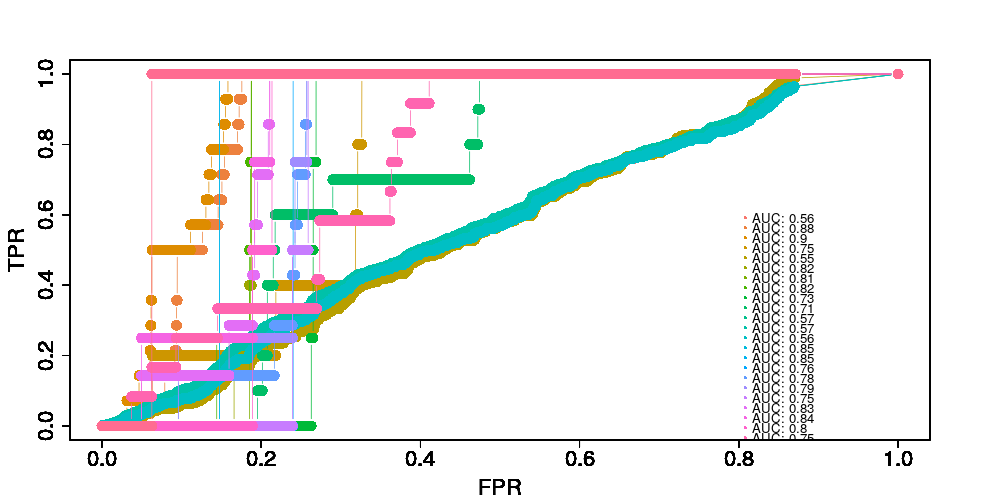 1.0
0.8
0.6
0.4
0.2
0.0
TPR
0.0 0.2 0.4 0.6 0.8 1.0
FPR
AUC: 0.56
AUC: 0.88
AUC: 0.9
AUC: 0.75
AUC: 0.55
AUC: 0.82
AUC: 0.81
AUC: 0.82
AUC: 0.73
AUC: 0.71
AUC: 0.57
AUC: 0.57
AUC: 0.56
AUC: 0.85
AUC: 0.85
AUC: 0.76
AUC: 0.78
AUC: 0.79
AUC: 0.75
AUC: 0.83
AUC: 0.84
AUC: 0.8
AUC: 0.75